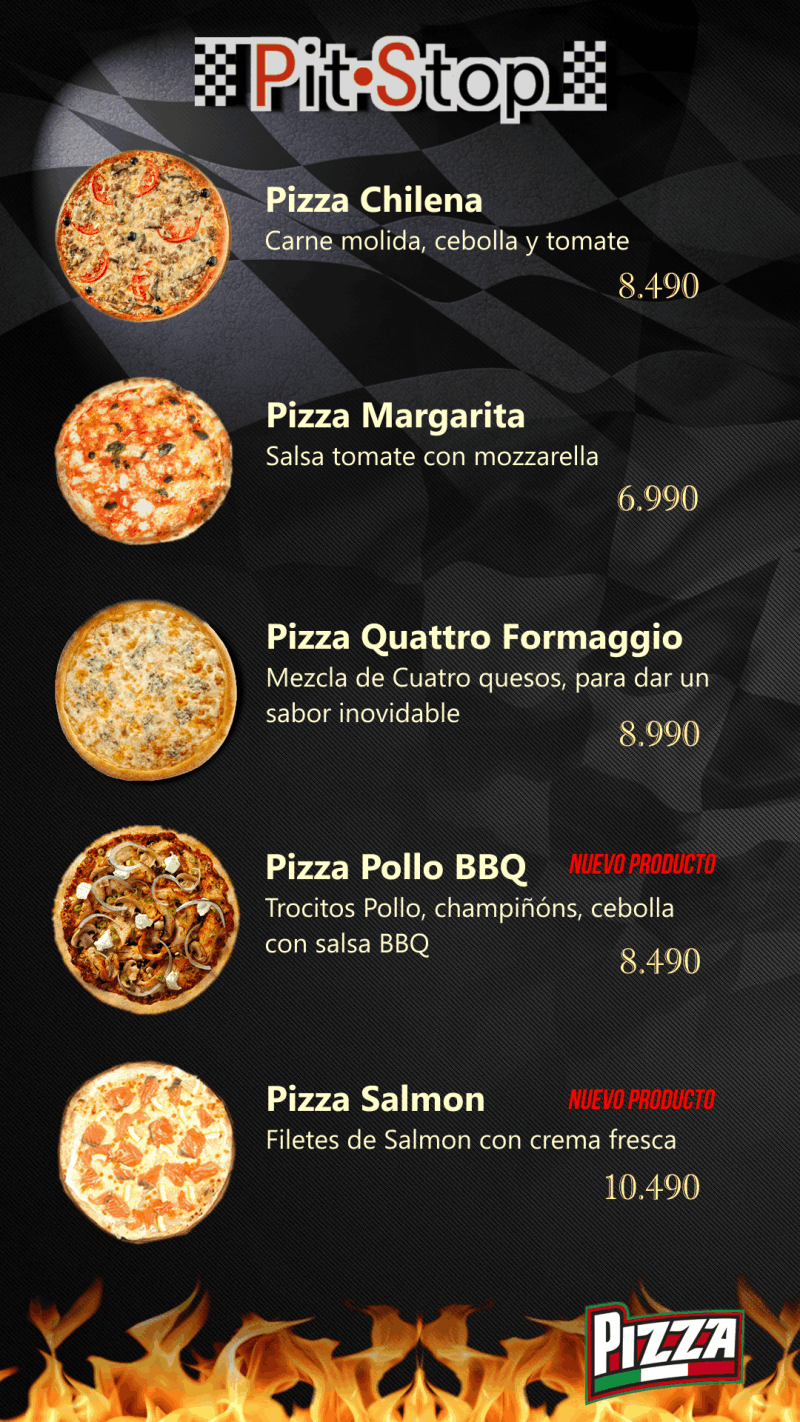 Pit•Stop
Pizza Chilena
Carne molida, cebolla y tomate
8.490
Pizza Margarita
Salsa tomate con mozzarella
6.990
Pizza Quattro Formaggio
Mezcla de Cuatro quesos, para dar un
sabor inovidable
8.990
Pizza Pollo BBQ NUEVO PRODUCTO
Trocitos Pollo, champiñóns, cebolla
con salsa BBQ
8.490
Pizza Salmon NUEVO PRODUCTO
Filetes de Salmon con crema fresca
10.490
PIZZA